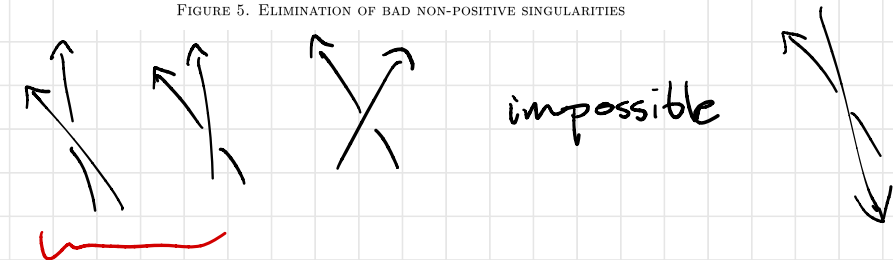 FIGURE 5. ELIMINATION OF BAD NON-POSITIVE SINGULARITIES
impossible